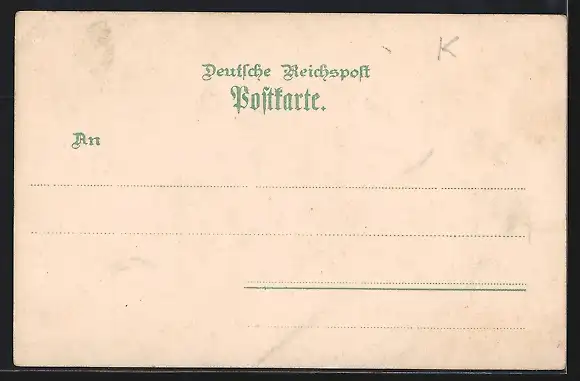 K
Deutsche Reichspost
Postkarte.
An